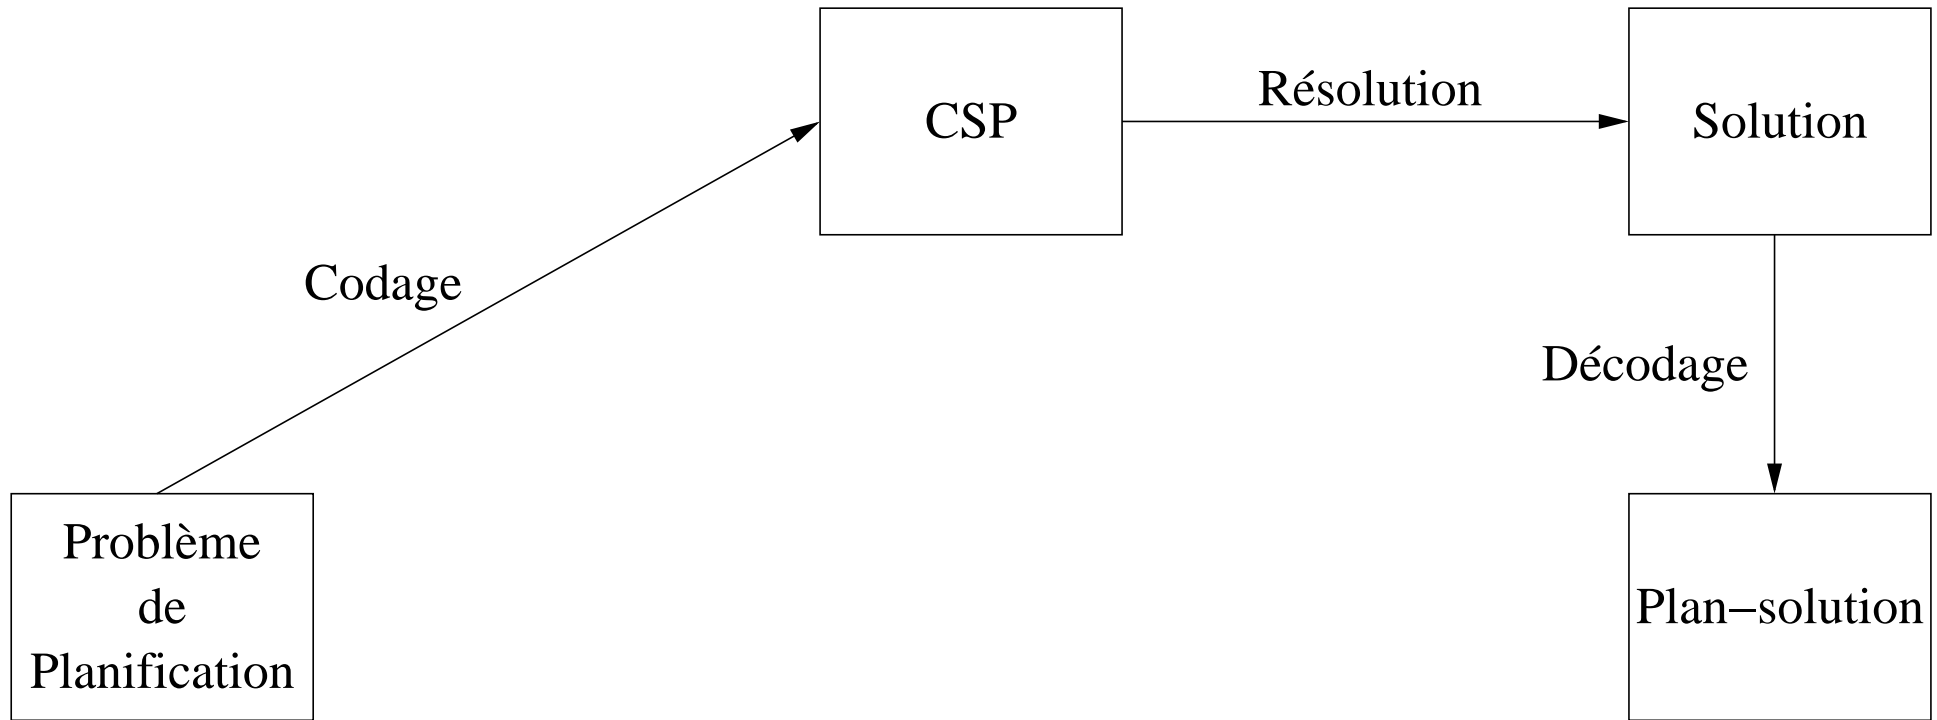 CSP
Résolution
Solution
Codage
Décodage
Problème
de
Planification
Plan−solution